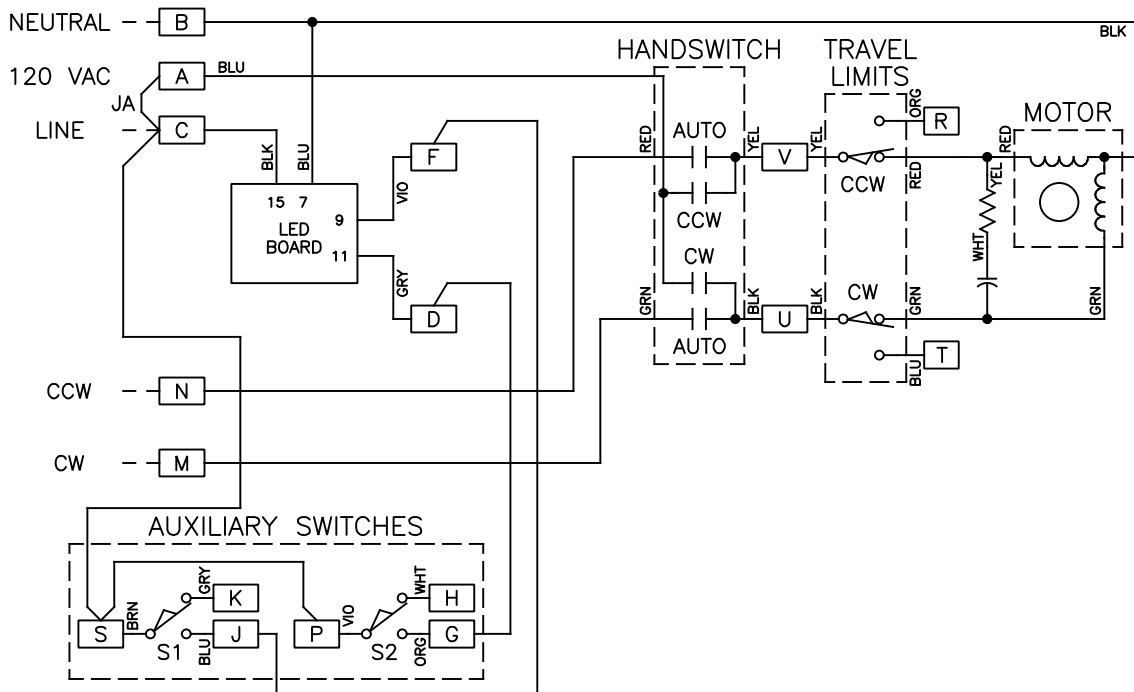 NEUTRAL
B
BLK
120 VAC
A
BLU
HANDSWITCH
TRAVEL
LIMITS
JA
LINE
C
BLK
BLU
F
VIO
RED
AUTO
YEL
V
YEL
ORG
R
CCW
RED
RED
MOTOR
YEL
WHT
GRN
15 7
9
LED
BOARD
11
GRY
D
CCW
CW
GRN
AUTO
BLK
U
BLK
CW
GRN
T
BLU
CCW
N
CW
M
AUXILIARY SWITCHES
S
BRN
S1
GRY
K
BLU
J
P
VIO
S2
WHT
H
ORG
G